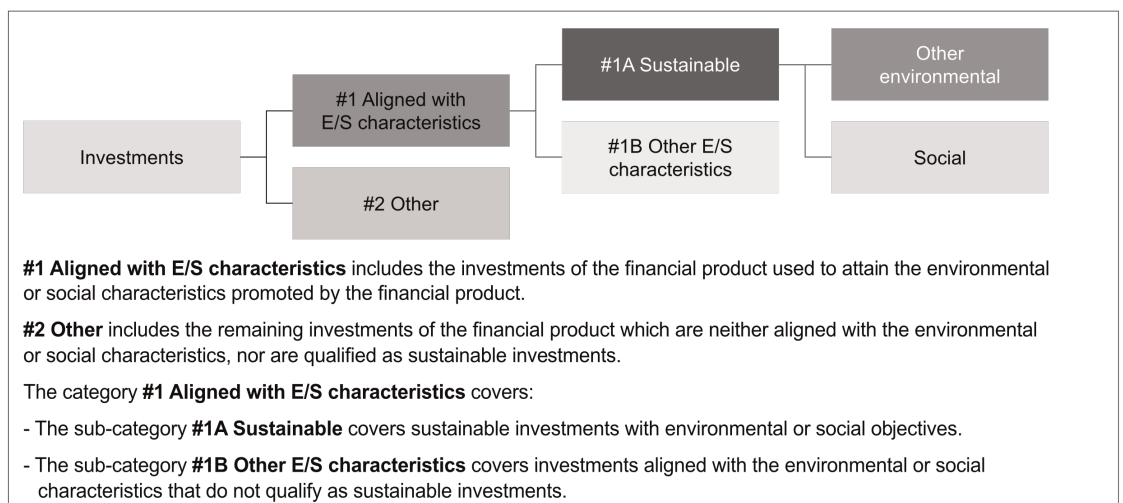 #1A Sustainable
Other
environmental
#1 Aligned with
E/S characteristics
Investments
#1B Other E/S
characteristics
Social
#2 Other
#1 Aligned with E/S characteristics includes the investments of the financial product used to attain the environmental
or social characteristics promoted by the financial product.
#2 Other includes the remaining investments of the financial product which are neither aligned with the environmental
or social characteristics, nor are qualified as sustainable investments.
The category #1 Aligned with E/S characteristics covers:
- The sub-category #1A Sustainable covers sustainable investments with environmental or social objectives.
- The sub-category #1B Other E/S characteristics covers investments aligned with the environmental or social
characteristics that do not qualify as sustainable investments.